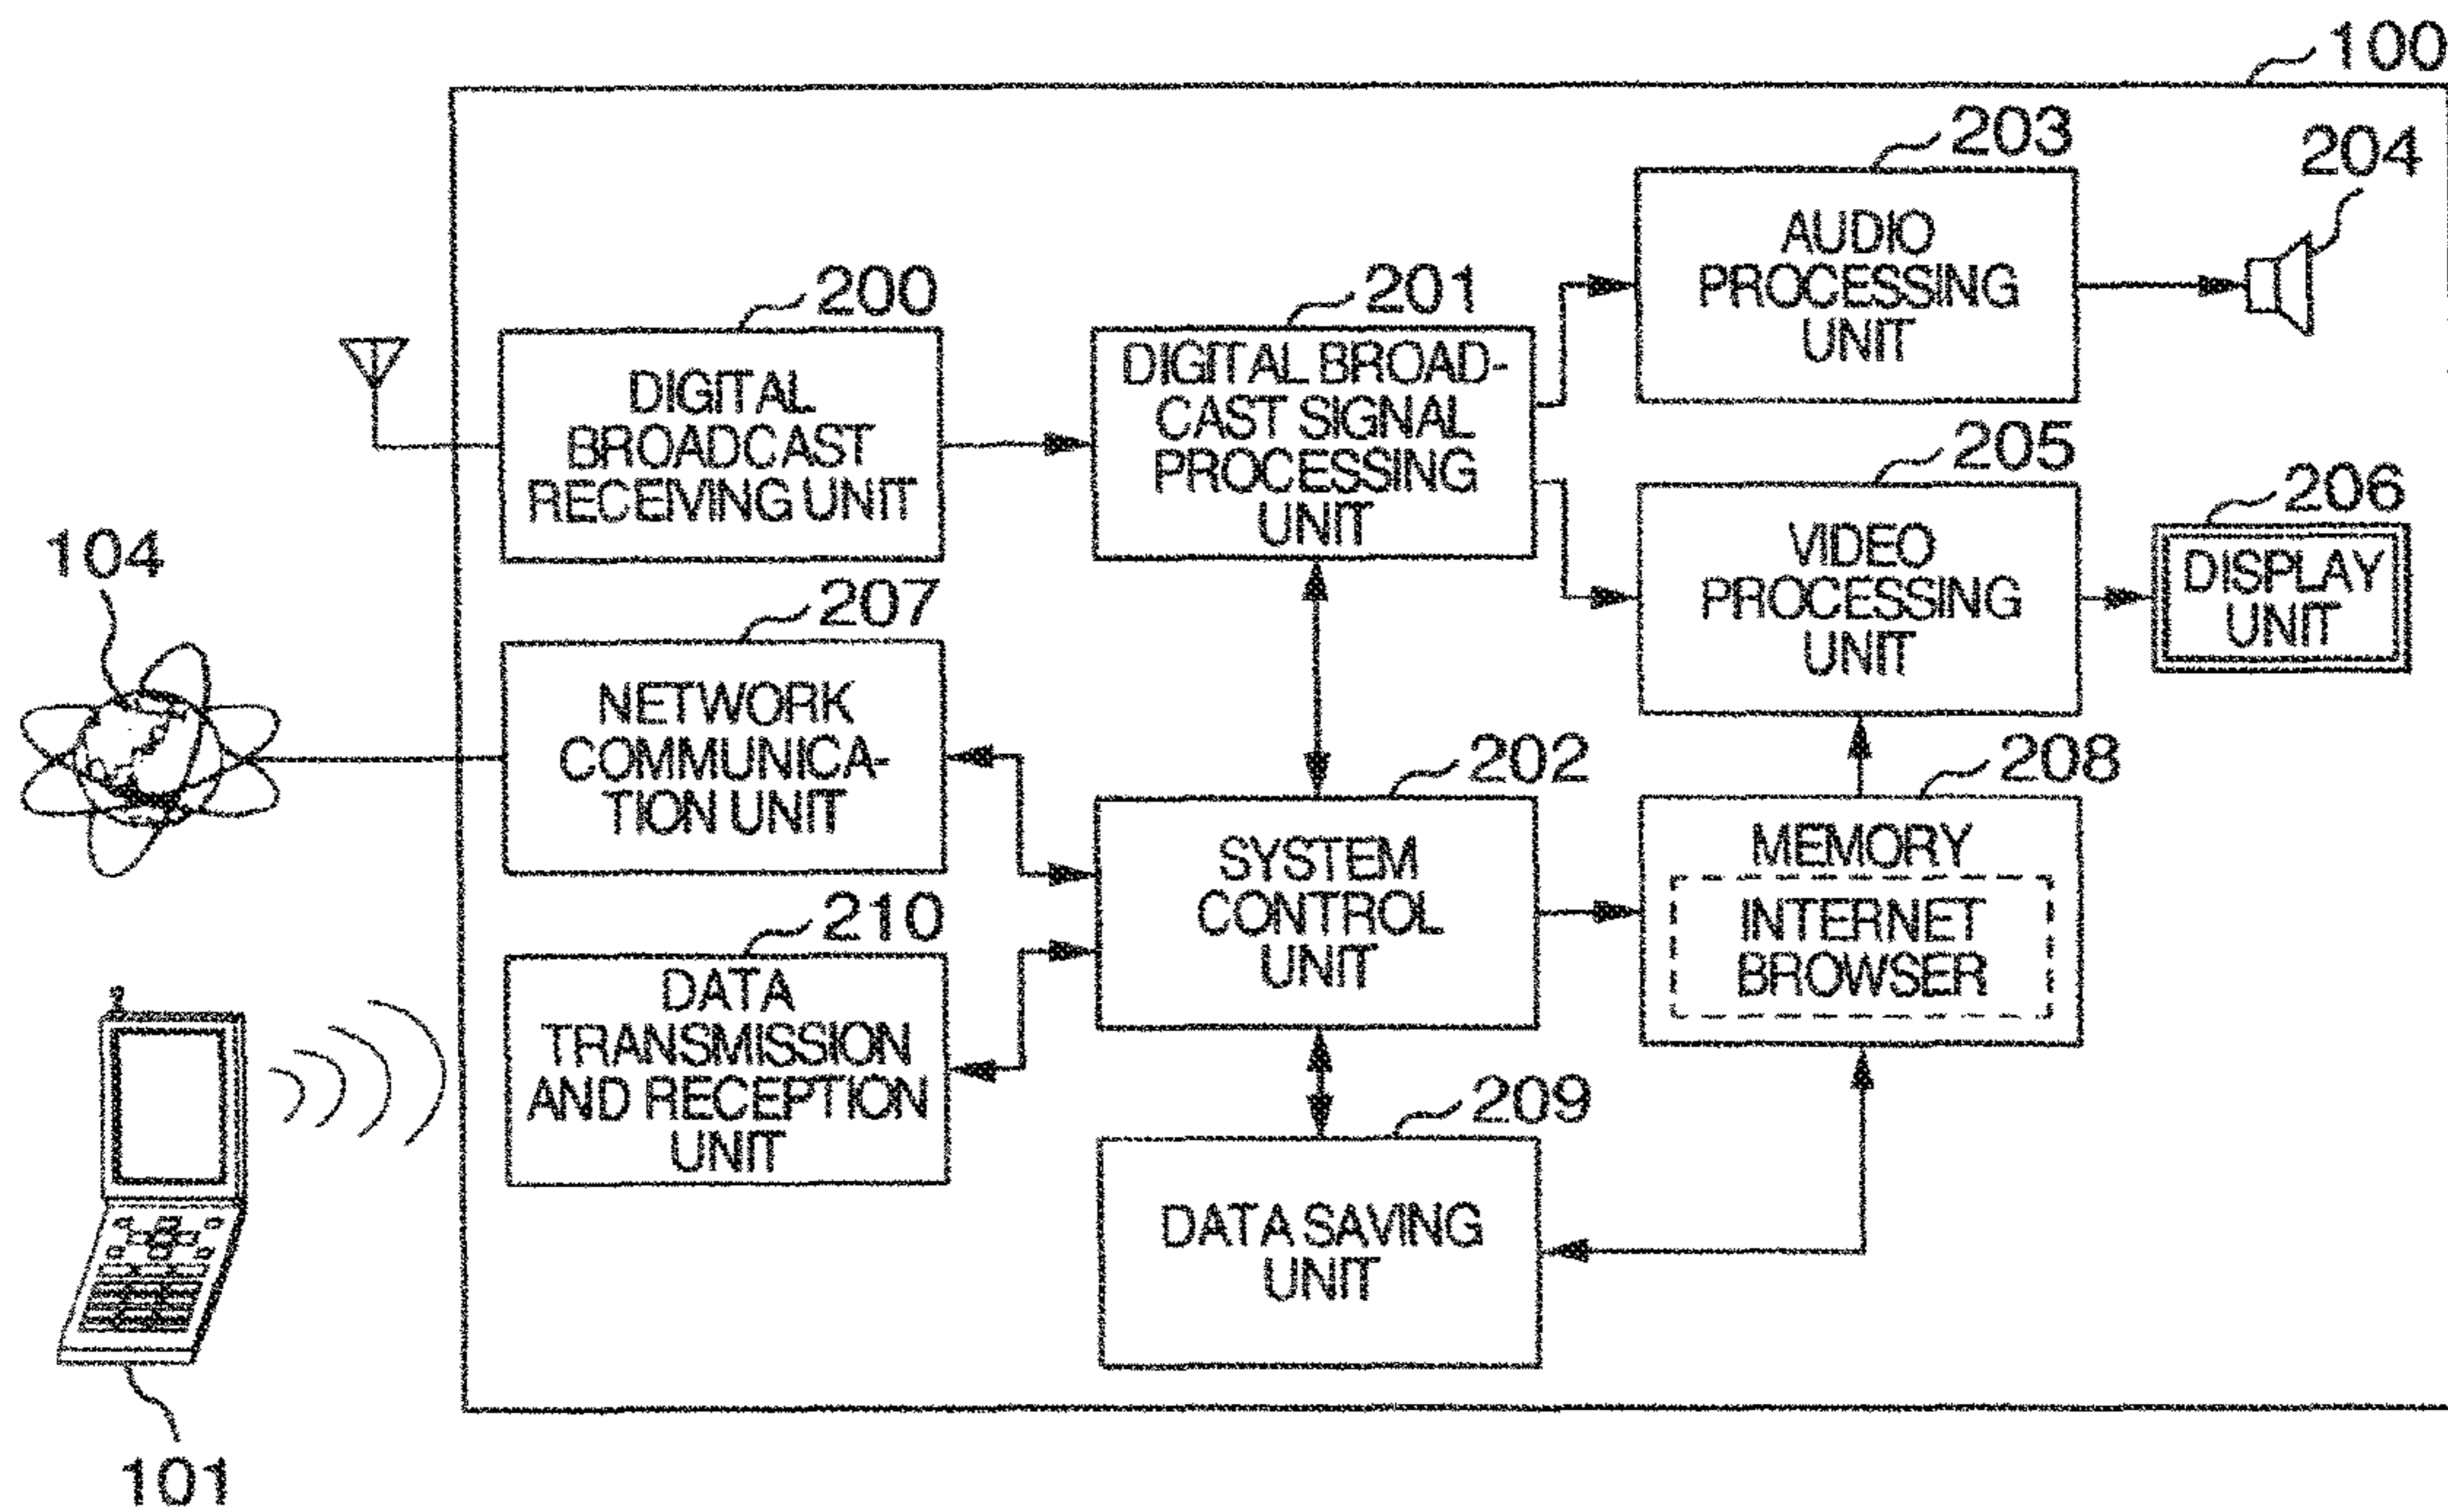 100
203
204
AUDIO
PROCESSING
UNIT
200
201
DIGITAL
BROADCAST
RECEIVING UNIT
DIGITAL BROAD-
CAST SIGNAL
PROCESSING
UNIT
205
206
VIDEO
PROCESSING
UNIT
DISPLAY
UNIT
104
207
NETWORK
COMMUNICA-
TION UNIT
202
208
SYSTEM
CONTROL
UNIT
MEMORY
INTERNET
BROWSER
210
DATA
TRANSMISSION
AND RECEPTION
UNIT
209
DATA SAVING
UNIT
101